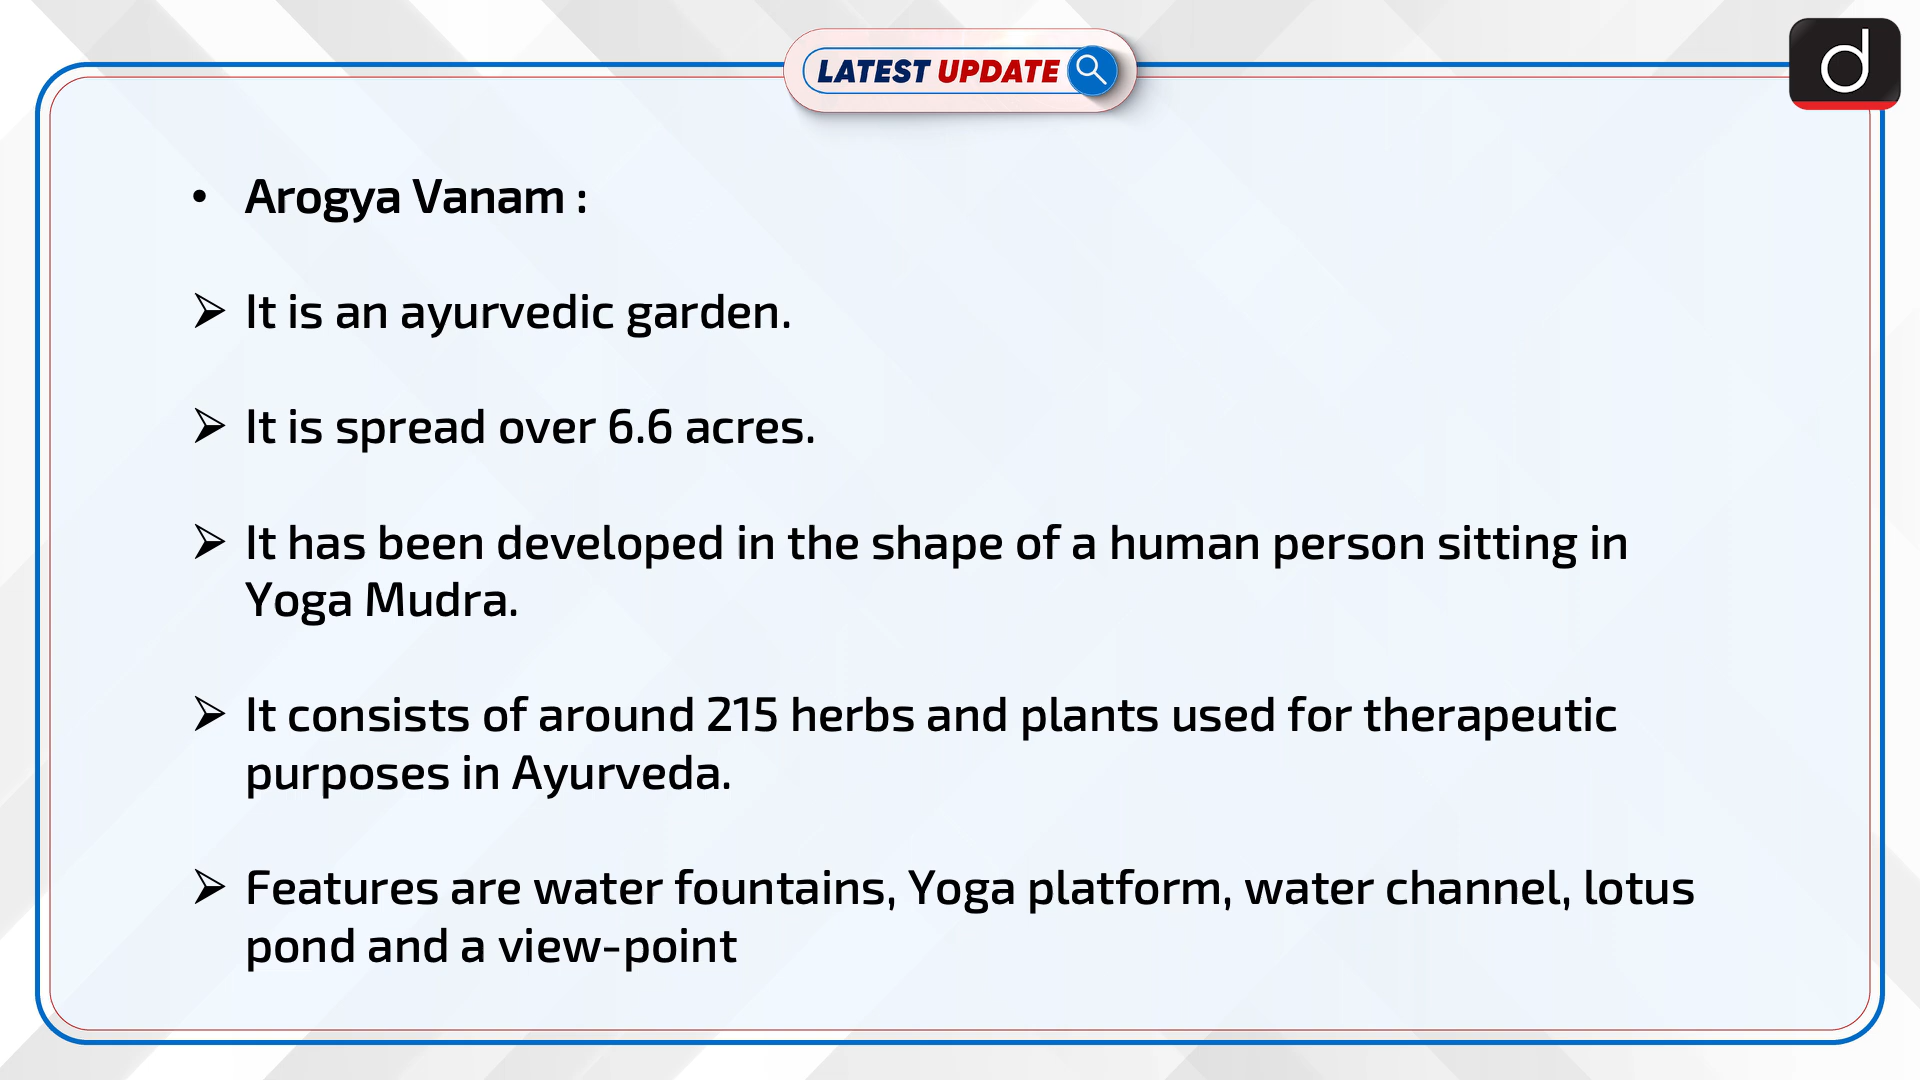 LATEST UPDATE
d
• Arogya Vanam :
➢ It is an ayurvedic garden.
➢ It is spread over 6.6 acres.
➢ It has been developed in the shape of a human person sitting in
Yoga Mudra.
➢ It consists of around 215 herbs and plants used for therapeutic
purposes in Ayurveda.
➢ Features are water fountains, Yoga platform, water channel, lotus
pond and a view-point